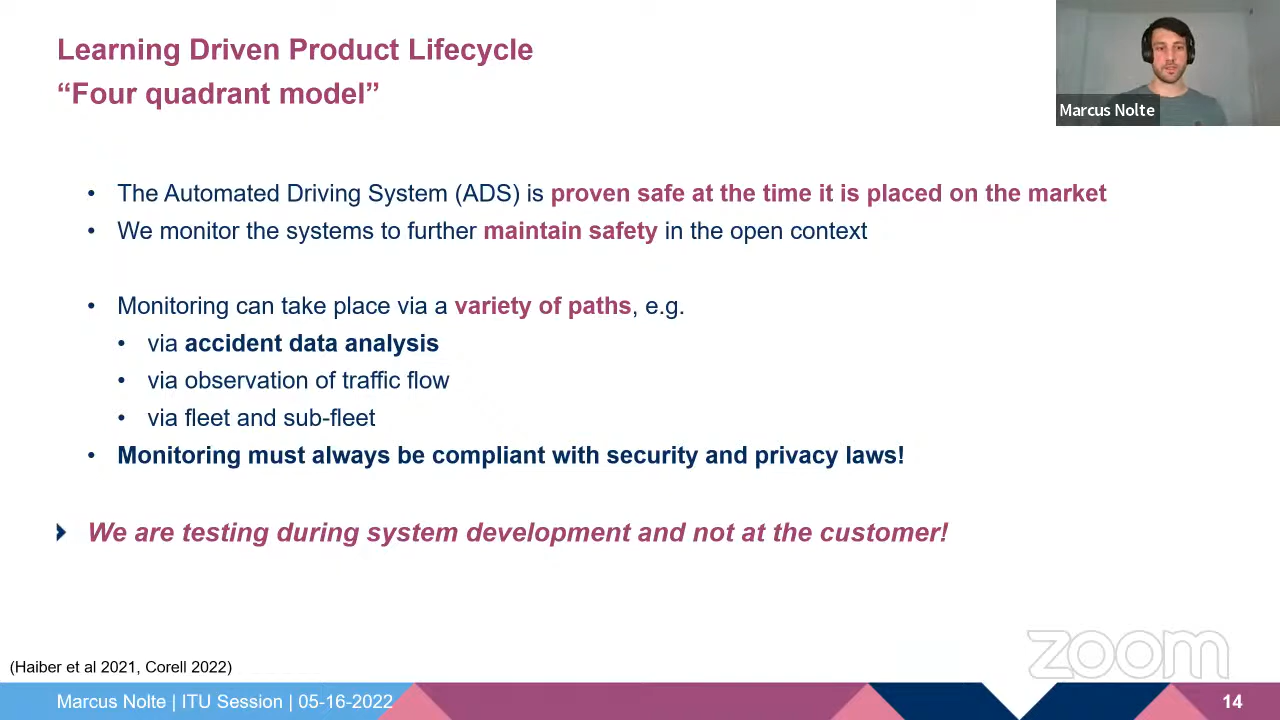 Learning Driven Product Lifecycle
“Four quadrant model”
Marcus Nolte
• The Automated Driving System (ADS) is proven safe at the time it is placed on the market
• We monitor the systems to further maintain safety in the open context
• Monitoring can take place via a variety of paths, e.g.
• via accident data analysis
• via observation of traffic flow
• via fleet and sub-fleet
• Monitoring must always be compliant with security and privacy laws!
We are testing during system development and not at the customer!
zoom
(Haiber et al 2021, Corell 2022)
Marcus Nolte | ITU Session | 05-16-2022
14